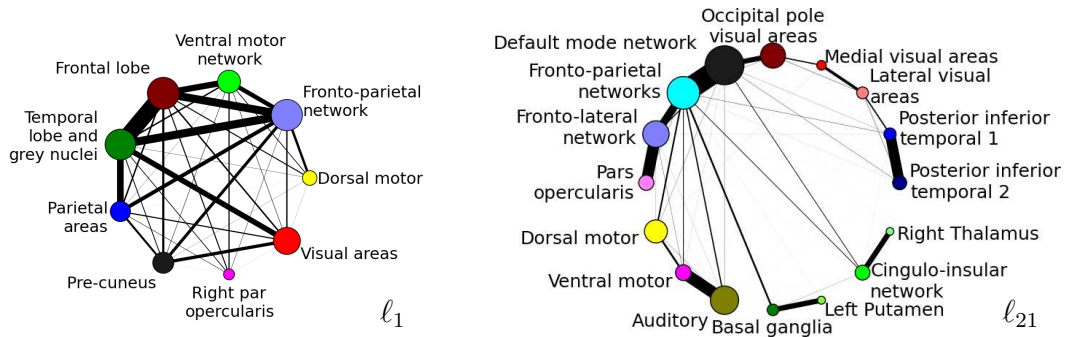 Ventral motor
network
Frontal lobe
Fronto-parietal
network
Temporal
lobe and
grey nuclei
Dorsal motor
Parietal
areas
Visual areas
Pre-cuneus
Right par
opercularis
ℓ1
Occipital pole
visual areas
Default mode network
Medial visual areas
Fronto-parietal
networks
Lateral visual
areas
Fronto-lateral
network
Posterior inferior
temporal 1
Pars
opercularis
Posterior inferior
temporal 2
Dorsal motor
Right Thalamus
Ventral motor
Cingulo-insular
network
Auditory
Basal ganglia
Left Putamen
ℓ21